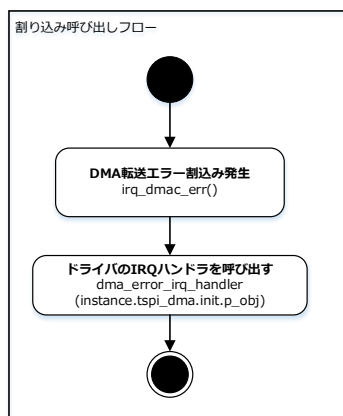 割り込み呼び出しフロー
DMA転送エラー割込み発生
irq_dmac_err()
ドライバのIRQハンドラを呼び出す
dma_error_irq_handler
(instance.tspi_dma.init.p_obj)